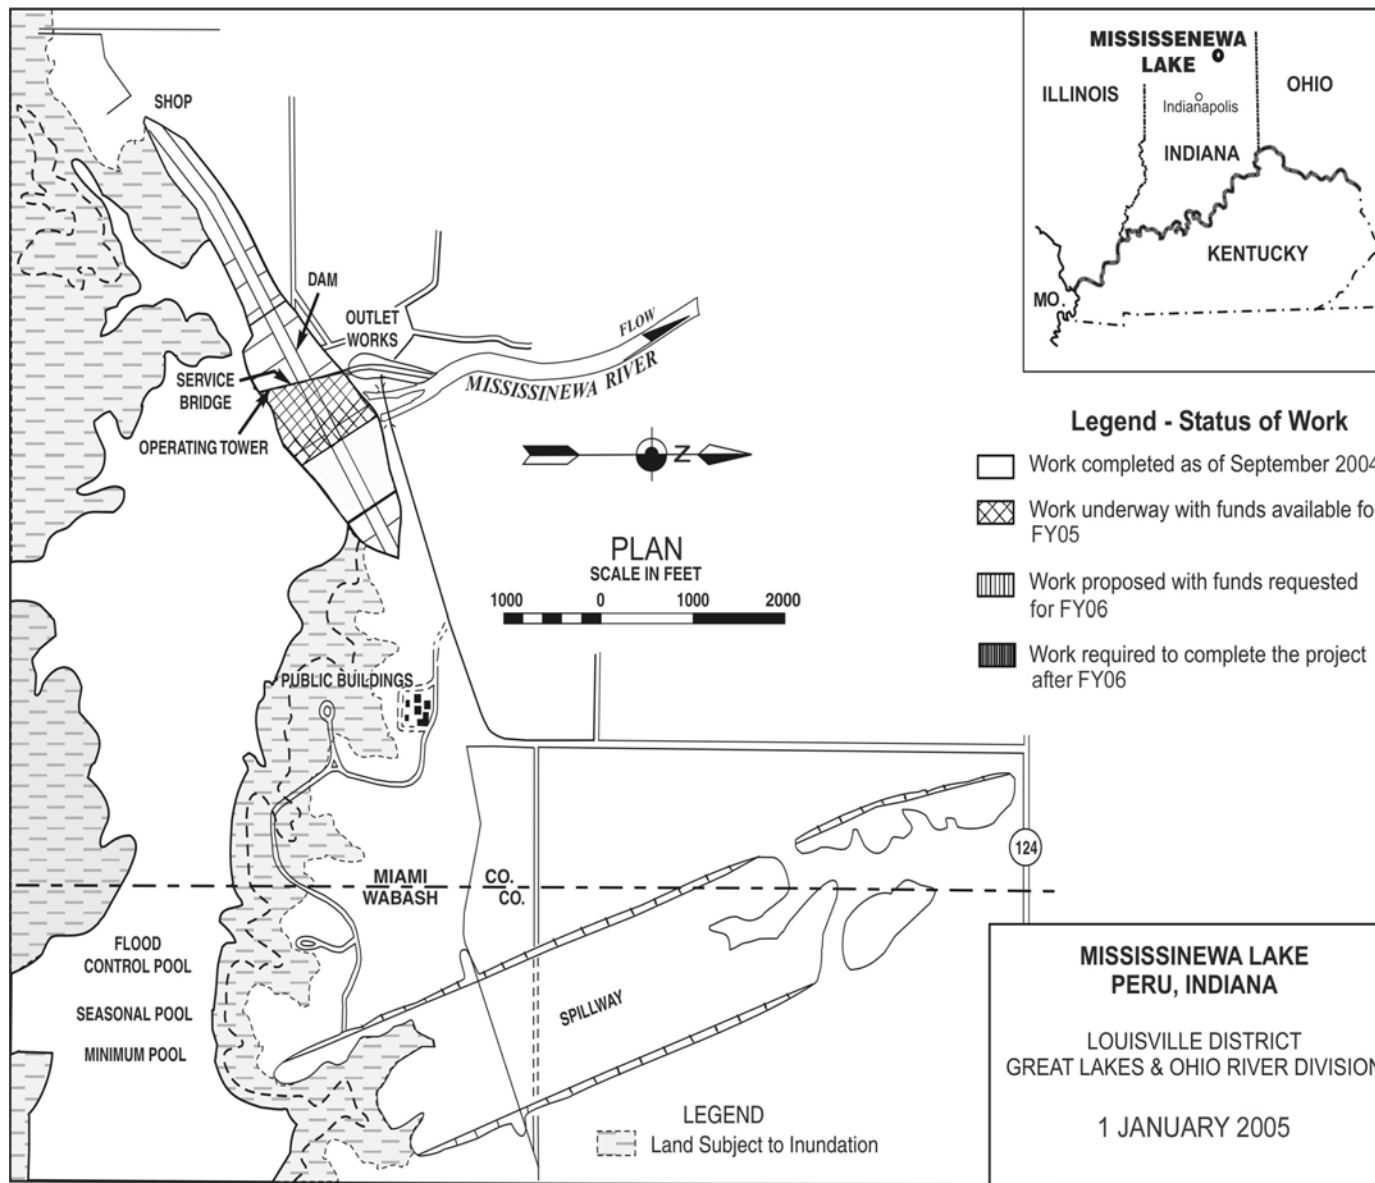 SHOP
DAM
OUTLET
WORKS
SERVICE
BRIDGE
OPERATING TOWER
FLOW
MISSISSINEWA RIVER
N
PLAN
SCALE IN FEET
1000 0 1000 2000
PUBLIC BUILDINGS
MIAMI CO.
WABASH CO.
124
FLOOD
CONTROL POOL
SEASONAL POOL
MINIMUM POOL
SPILLWAY
LEGEND
Land Subject to Inundation
MISSISSENEWA
LAKE
ILLINOIS
OHIO
Indianapolis
INDIANA
KENTUCKY
MO.
Legend - Status of Work
Work completed as of September 2004
Work underway with funds available fo
FY05
Work proposed with funds requested
for FY06
Work required to complete the project
after FY06
MISSISSINEWA LAKE
PERU, INDIANA
LOUISVILLE DISTRICT
GREAT LAKES & OHIO RIVER DIVISION
1 JANUARY 2005